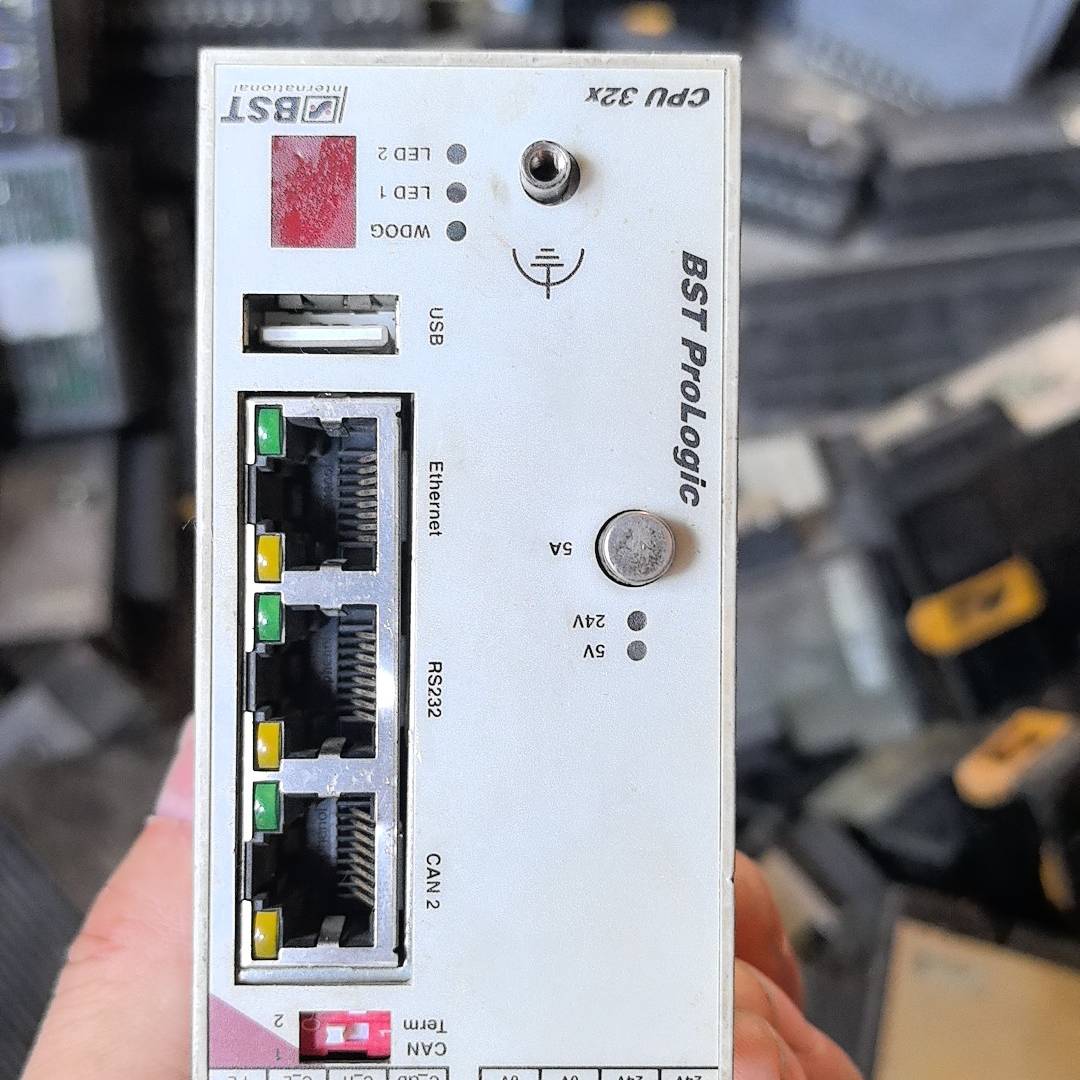 CPU 32x
BST
International
LED 2
LED 1
WDOG
USB
BST ProLogic
Ethernet
5A
24V
5V
RS232
CAN 2
2
1
CAN
Term